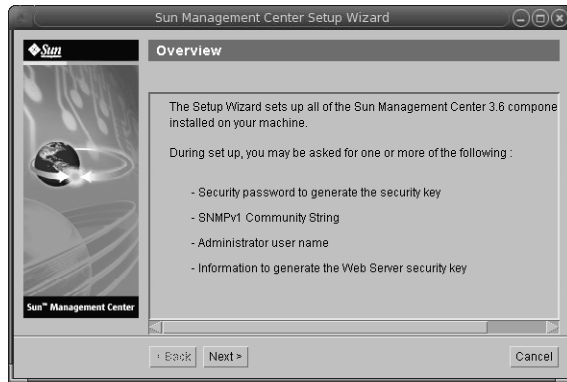 Sun Management Center Setup Wizard
Sun
Overview
The Setup Wizard sets up all of the Sun Management Center 3.6 compone
installed on your machine.
During set up, you may be asked for one or more of the following :
- Security password to generate the security key
- SNMPv1 Community String
- Administrator user name
- Information to generate the Web Server security key
Sun™ Management Center
< Back
Next >
Cancel